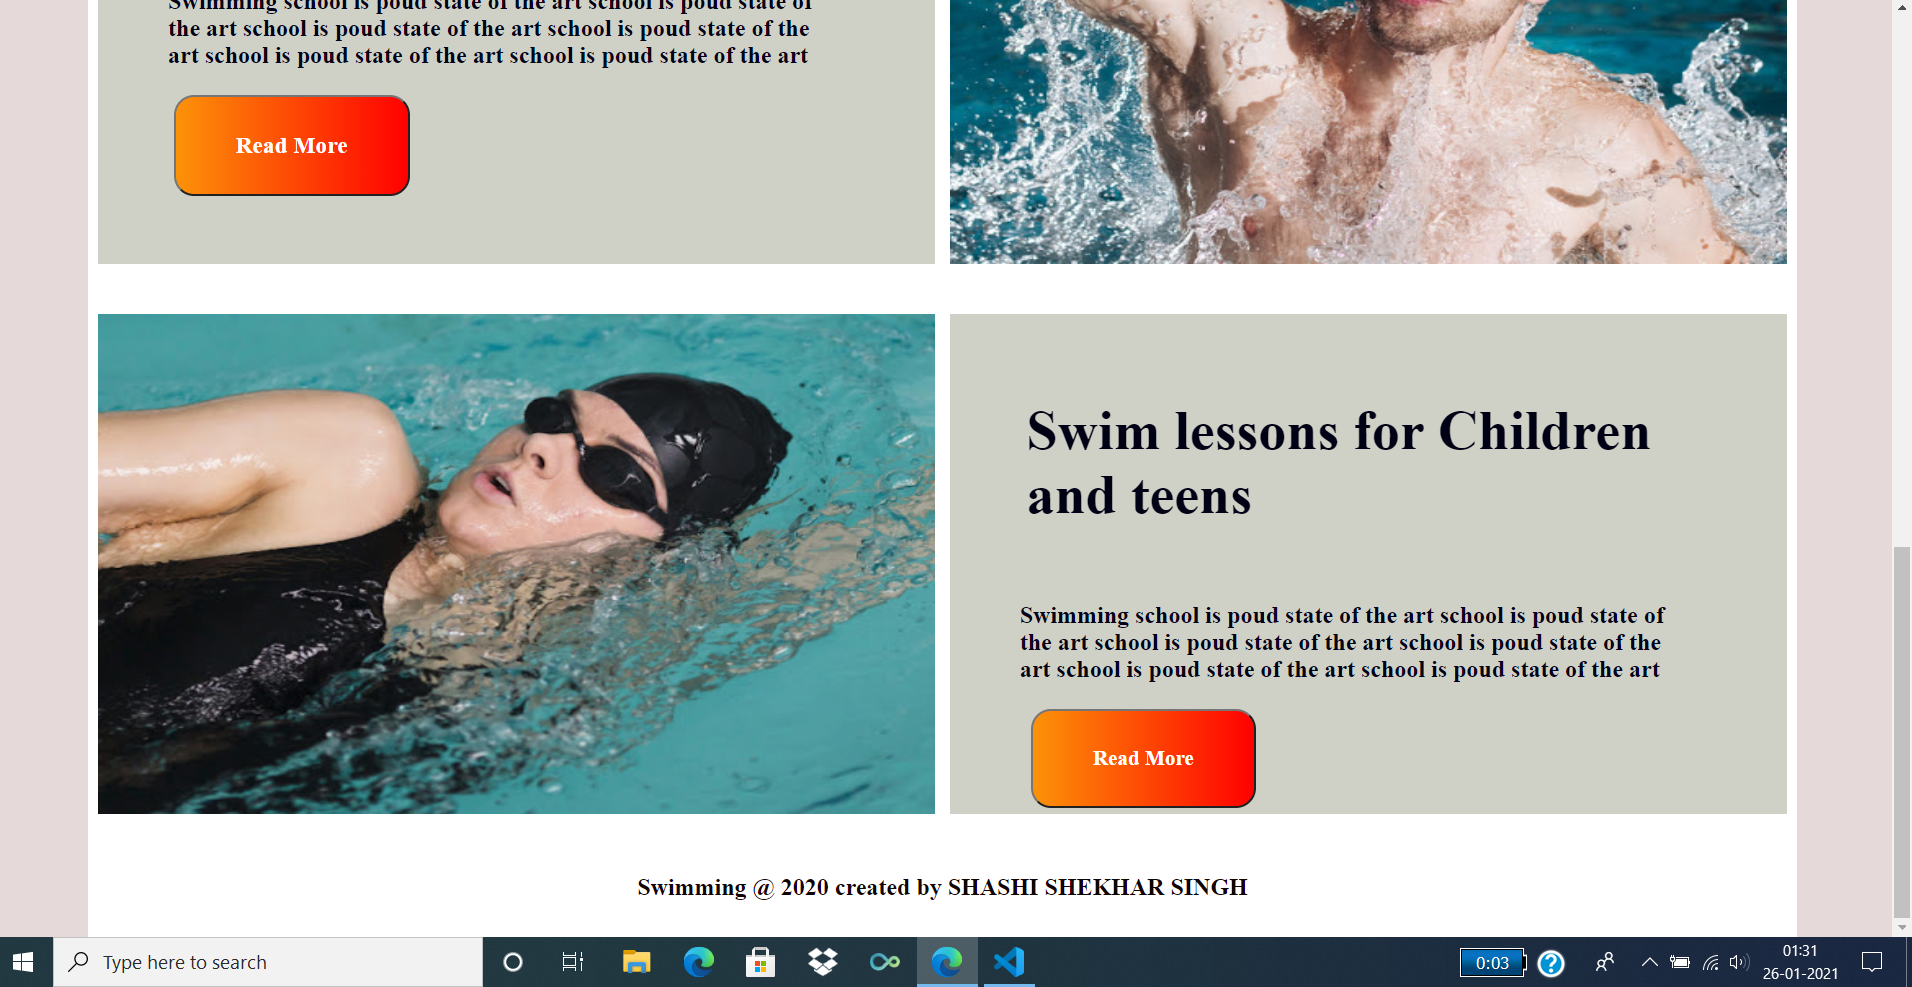 Swimming school is poud state of the art school is poud state of
the art school is poud state of the art school is poud state of the
art school is poud state of the art school is poud state of the art
Read More
Swim lessons for Children
and teens
Swimming school is poud state of the art school is poud state of
the art school is poud state of the art school is poud state of the
art school is poud state of the art school is poud state of the art
Read More
Swimming @ 2020 created by SHASHI SHEKHAR SINGH
Type here to search
0:03
01:31
26-01-2021